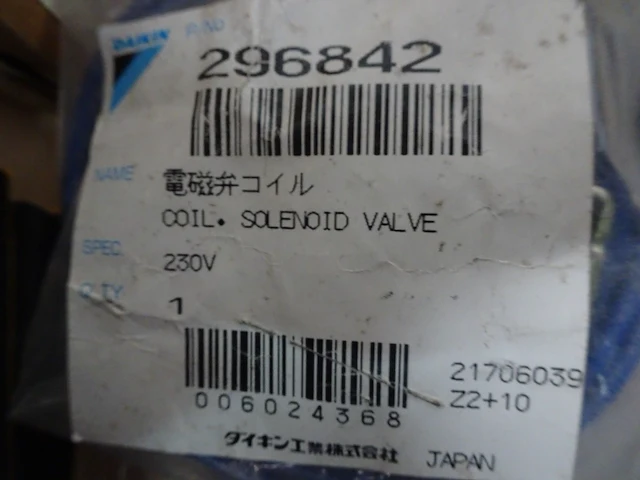 DAIKIN P/NO
296842
NAME 電磁弁コイル
COIL. SOLENOID VALVE
SPEC. 230V
Q'TY 1
006024368
21706039
Z2+10
ダイキン工業株式会社 JAPAN